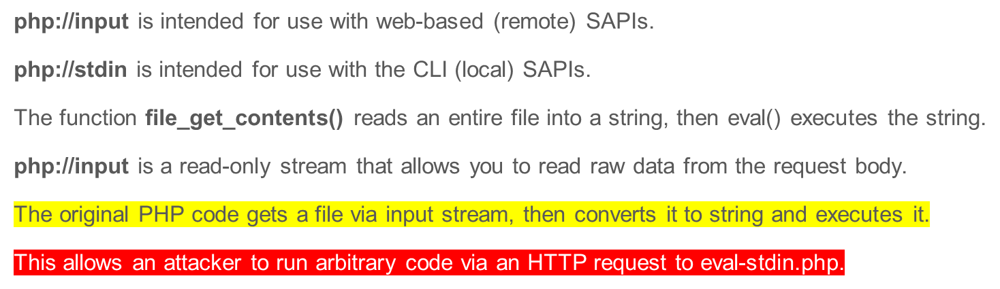 php://input is intended for use with web-based (remote) SAPIs.
php://stdin is intended for use with the CLI (local) SAPIs.
The function file_get_contents() reads an entire file into a string, then eval() executes the string.
php://input is a read-only stream that allows you to read raw data from the request body.
The original PHP code gets a file via input stream, then converts it to string and executes it.
This allows an attacker to run arbitrary code via an HTTP request to eval-stdin.php.